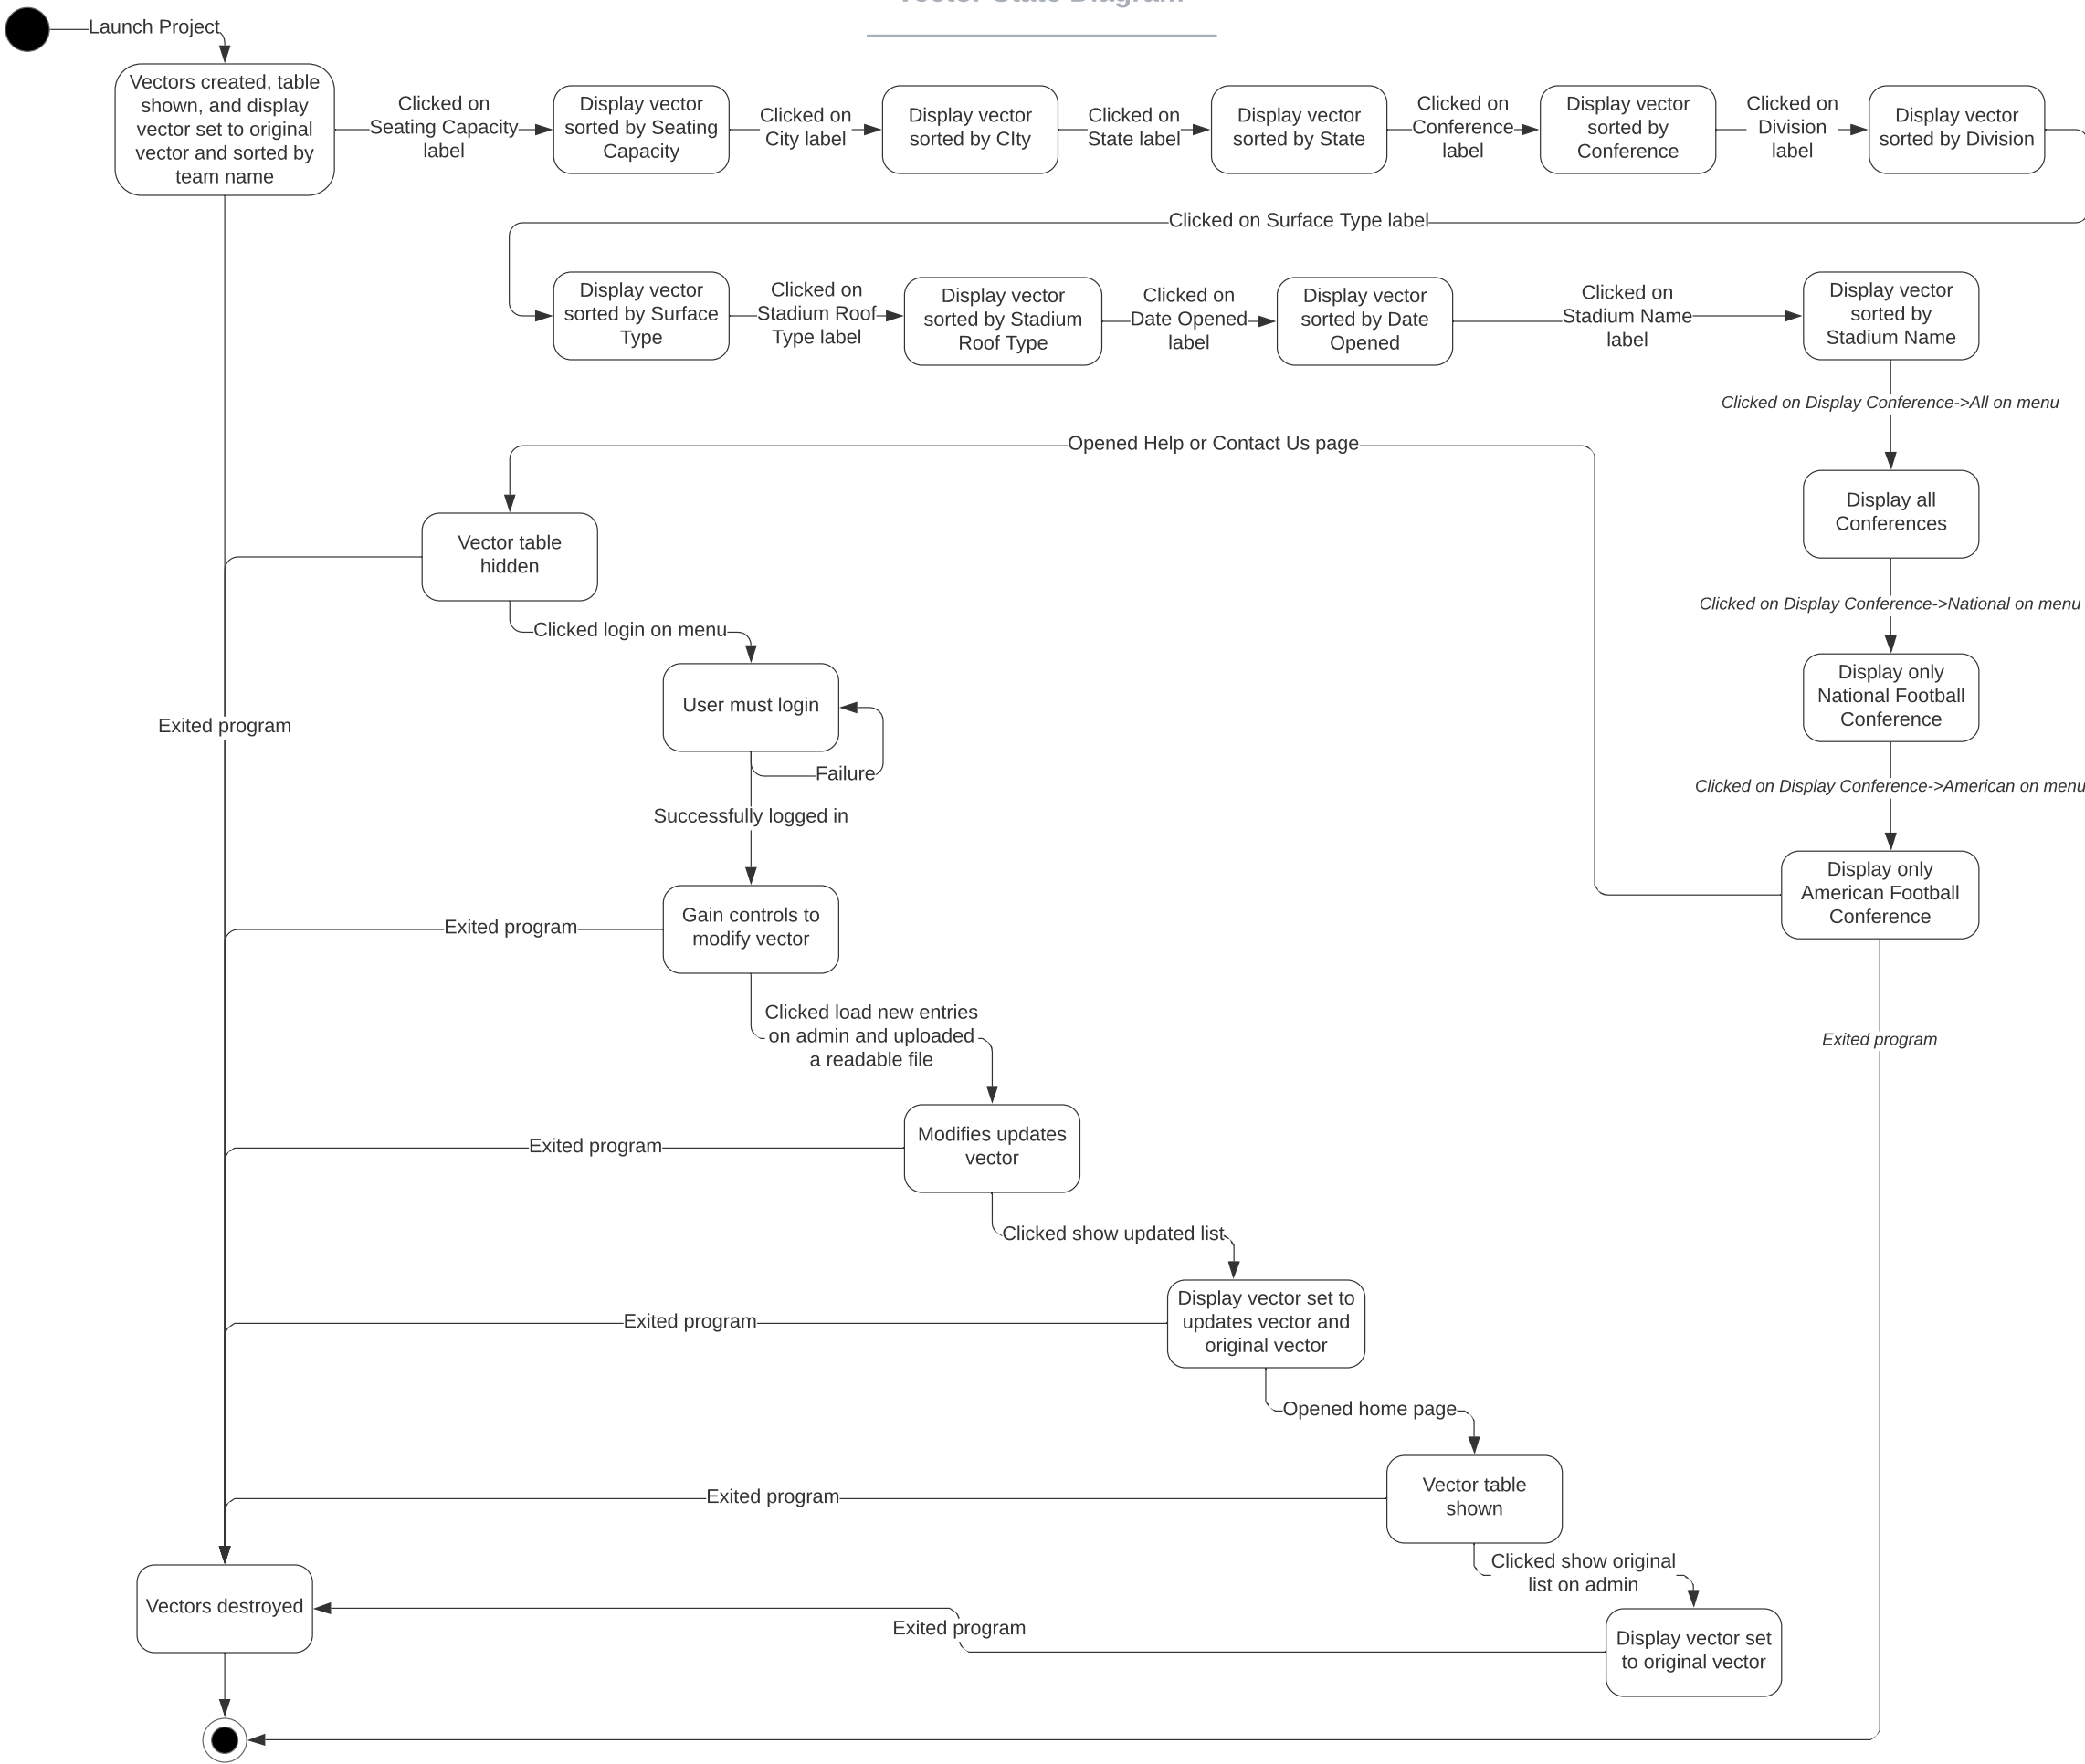 Vector State Diagram
Launch Project
Vectors created, table
shown, and display
vector set to original
vector and sorted by
team name
Clicked on
Seating Capacity
label
Display vector
sorted by Seating
Capacity
Clicked on
City label
Display vector
sorted by CIty
Clicked on
State label
Display vector
sorted by State
Clicked on
Conference
label
Display vector
sorted by
Conference
Clicked on
Division
label
Display vector
sorted by Division
Clicked on Surface Type label
Display vector
sorted by Surface
Type
Clicked on
Stadium Roof
Type label
Display vector
sorted by Stadium
Roof Type
Clicked on
Date Opened
label
Display vector
sorted by Date
Opened
Clicked on
Stadium Name
label
Display vector
sorted by
Stadium Name
Clicked on Display Conference->All on menu
Display all
Conferences
Clicked on Display Conference->National on menu
Display only
National Football
Conference
Clicked on Display Conference->American on menu
Display only
American Football
Conference
Exited program
Opened Help or Contact Us page
Vector table
hidden
Exited program
Clicked login on menu
User must login
Failure
Successfully logged in
Gain controls to
modify vector
Exited program
Clicked load new entries
on admin and uploaded
a readable file
Modifies updates
vector
Exited program
Clicked show updated list
Display vector set to
updates vector and
original vector
Exited program
Opened home page
Vector table
shown
Exited program
Clicked show original
list on admin
Display vector set
to original vector
Exited program
Vectors destroyed